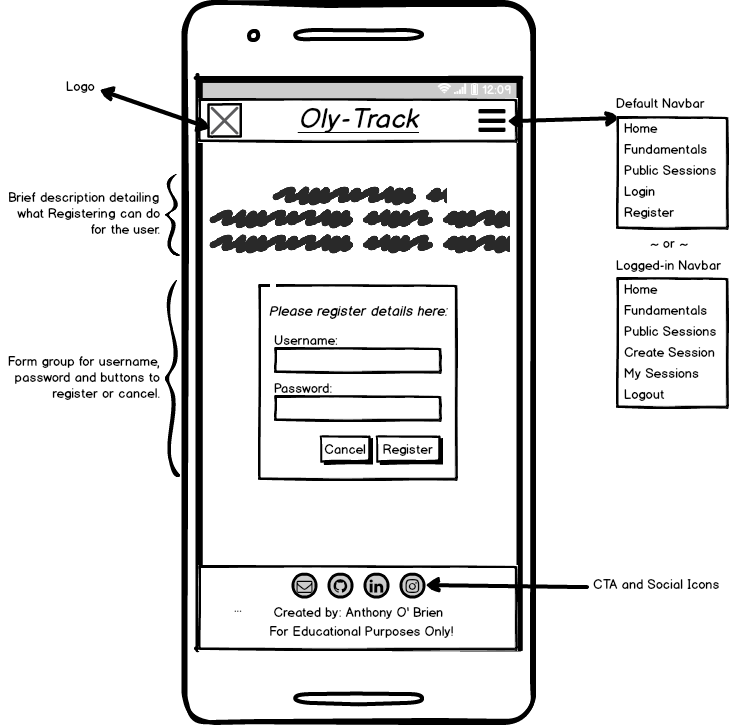 12:09
Logo
Oly-Track
Default Navbar
Home
Fundamentals
Public Sessions
Login
Register
~ or ~
Logged-in Navbar
Home
Fundamentals
Public Sessions
Create Session
My Sessions
Logout
Brief description detailing
what Registering can do
for the user.
Please register details here:
Username:
Password:
Cancel
Register
Form group for username,
password and buttons to
register or cancel.
in
CTA and Social Icons
...
Created by: Anthony O' Brien
For Educational Purposes Only!